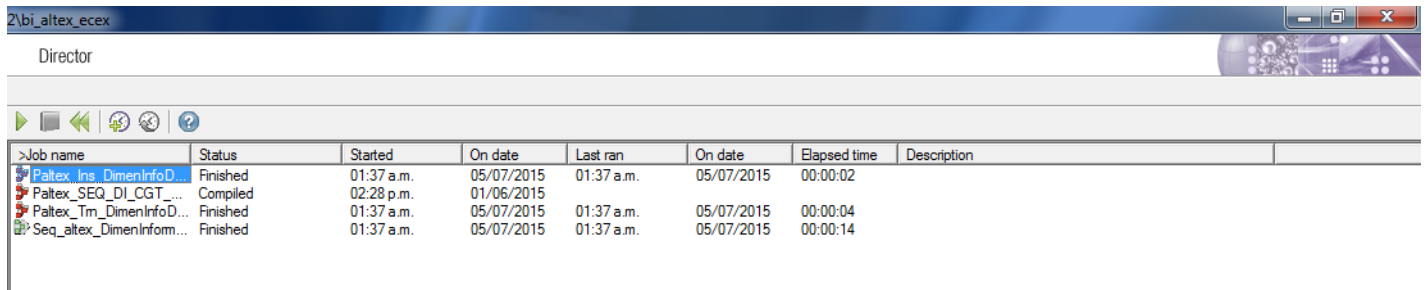 2\bi_altex_ecex
Director
>Job name Status Started On date Last ran On date Elapsed time Description
Paltex_Ins_DimenInfoD... Finished 01:37 a.m. 05/07/2015 01:37 a.m. 05/07/2015 00:00:02
Paltex_SEQ_DI_CGT_... Compiled 02:28 p.m. 01/06/2015
Paltex_Trn_DimenInfoD... Finished 01:37 a.m. 05/07/2015 01:37 a.m. 05/07/2015 00:00:04
Seq_altex_DimenInform... Finished 01:37 a.m. 05/07/2015 01:37 a.m. 05/07/2015 00:00:14